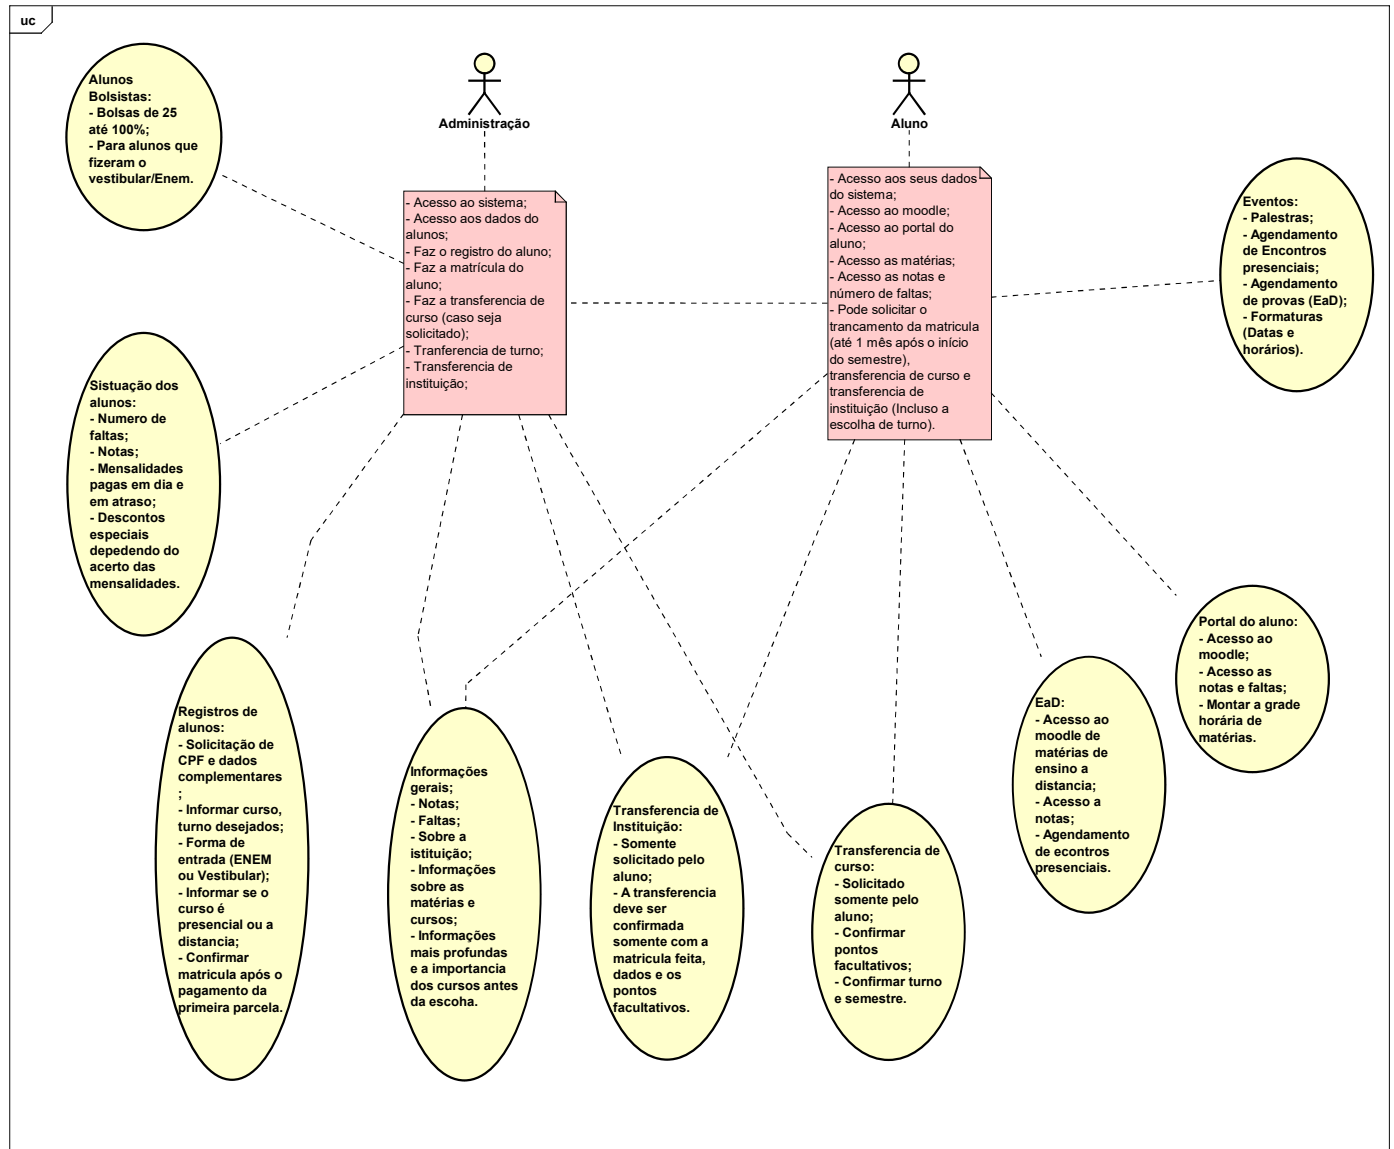 uc
Alunos
Bolsistas:
- Bolsas de 25
até 100%;
- Para alunos que
fizeram o
vestibular/Enem.
Administração
Aluno
- Acesso ao sistema;
- Acesso aos dados do
alunos;
- Faz o registro do aluno;
- Faz a matrícula do
aluno;
- Faz a transferencia de
curso (caso seja
solicitado);
- Tranferencia de turno;
- Transferencia de
instituição;
- Acesso aos seus dados
do sistema;
- Acesso ao moodle;
- Acesso ao portal do
aluno;
- Acesso as matérias;
- Acesso as notas e
número de faltas;
- Pode solicitar o
trancamento da matricula
(até 1 mês após o início
do semestre),
transferencia de curso e
transferencia de
instituição (Incluso a
escolha de turno).
Eventos:
- Palestras;
- Agendamento
de Encontros
presenciais;
- Agendamento
de provas (EaD);
- Formaturas
(Datas e
horários).
Sistuação dos
alunos:
- Numero de
faltas;
- Notas;
- Mensalidades
pagas em dia e
em atraso;
- Descontos
especiais
depedendo do
acerto das
mensalidades.
Registros de
alunos:
- Solicitação de
CPF e dados
complementares
;
- Informar curso,
turno desejados;
- Forma de
entrada (ENEM
ou Vestibular);
- Informar se o
curso é
presencial ou a
distancia;
- Confirmar
matricula após o
pagamento da
primeira parcela.
Informações
gerais;
- Notas;
- Faltas;
- Sobre a
istituição;
- Informações
sobre as
matérias e
cursos;
- Informações
mais profundas
e a importancia
dos cursos antes
da escoha.
Transferencia de
Instituição:
- Somente
solicitado pelo
aluno;
- A transferencia
deve ser
confirmada
somente com a
matricula feita,
dados e os
pontos
facultativos.
Transferencia de
curso:
- Solicitado
somente pelo
aluno;
- Confirmar
pontos
facultativos;
- Confirmar turno
e semestre.
EaD:
- Acesso ao
moodle de
matérias de
ensino a
distancia;
- Acesso a
notas;
- Agendamento
de econtros
presenciais.
Portal do aluno:
- Acesso ao
moodle;
- Acesso as
notas e faltas;
- Montar a grade
horária de
matérias.